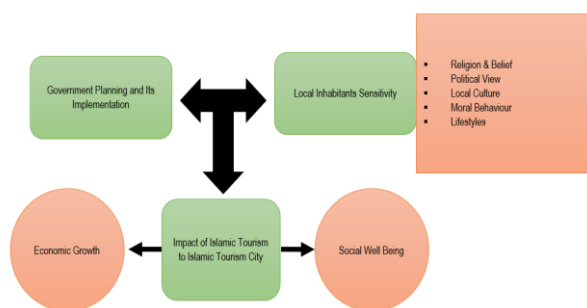 Government Planning and Its
Implementation
Local Inhabitants Sensitivity
▪ Religion & Belief
▪ Political View
▪ Local Culture
▪ Moral Behaviour
▪ Lifestyles
Economic Growth
Impact of Islamic Tourism
to Islamic Tourism City
Social Well Being